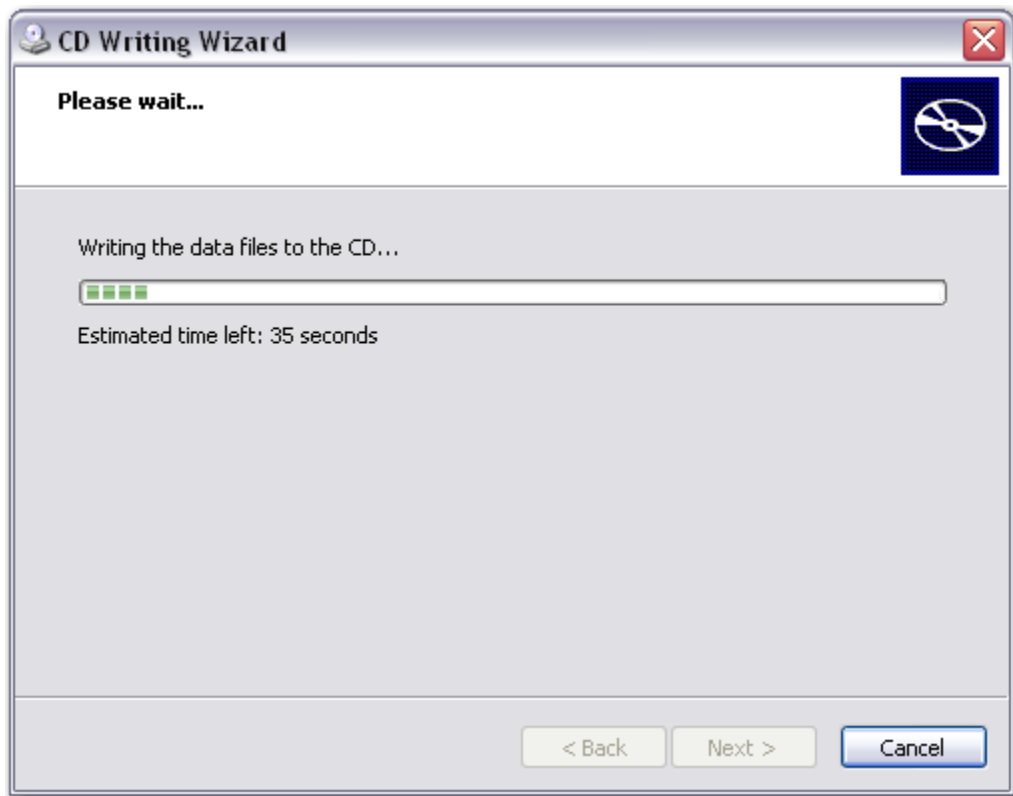 CD Writing Wizard
Please wait...
Writing the data files to the CD...
Estimated time left: 35 seconds
< Back
Next >
Cancel